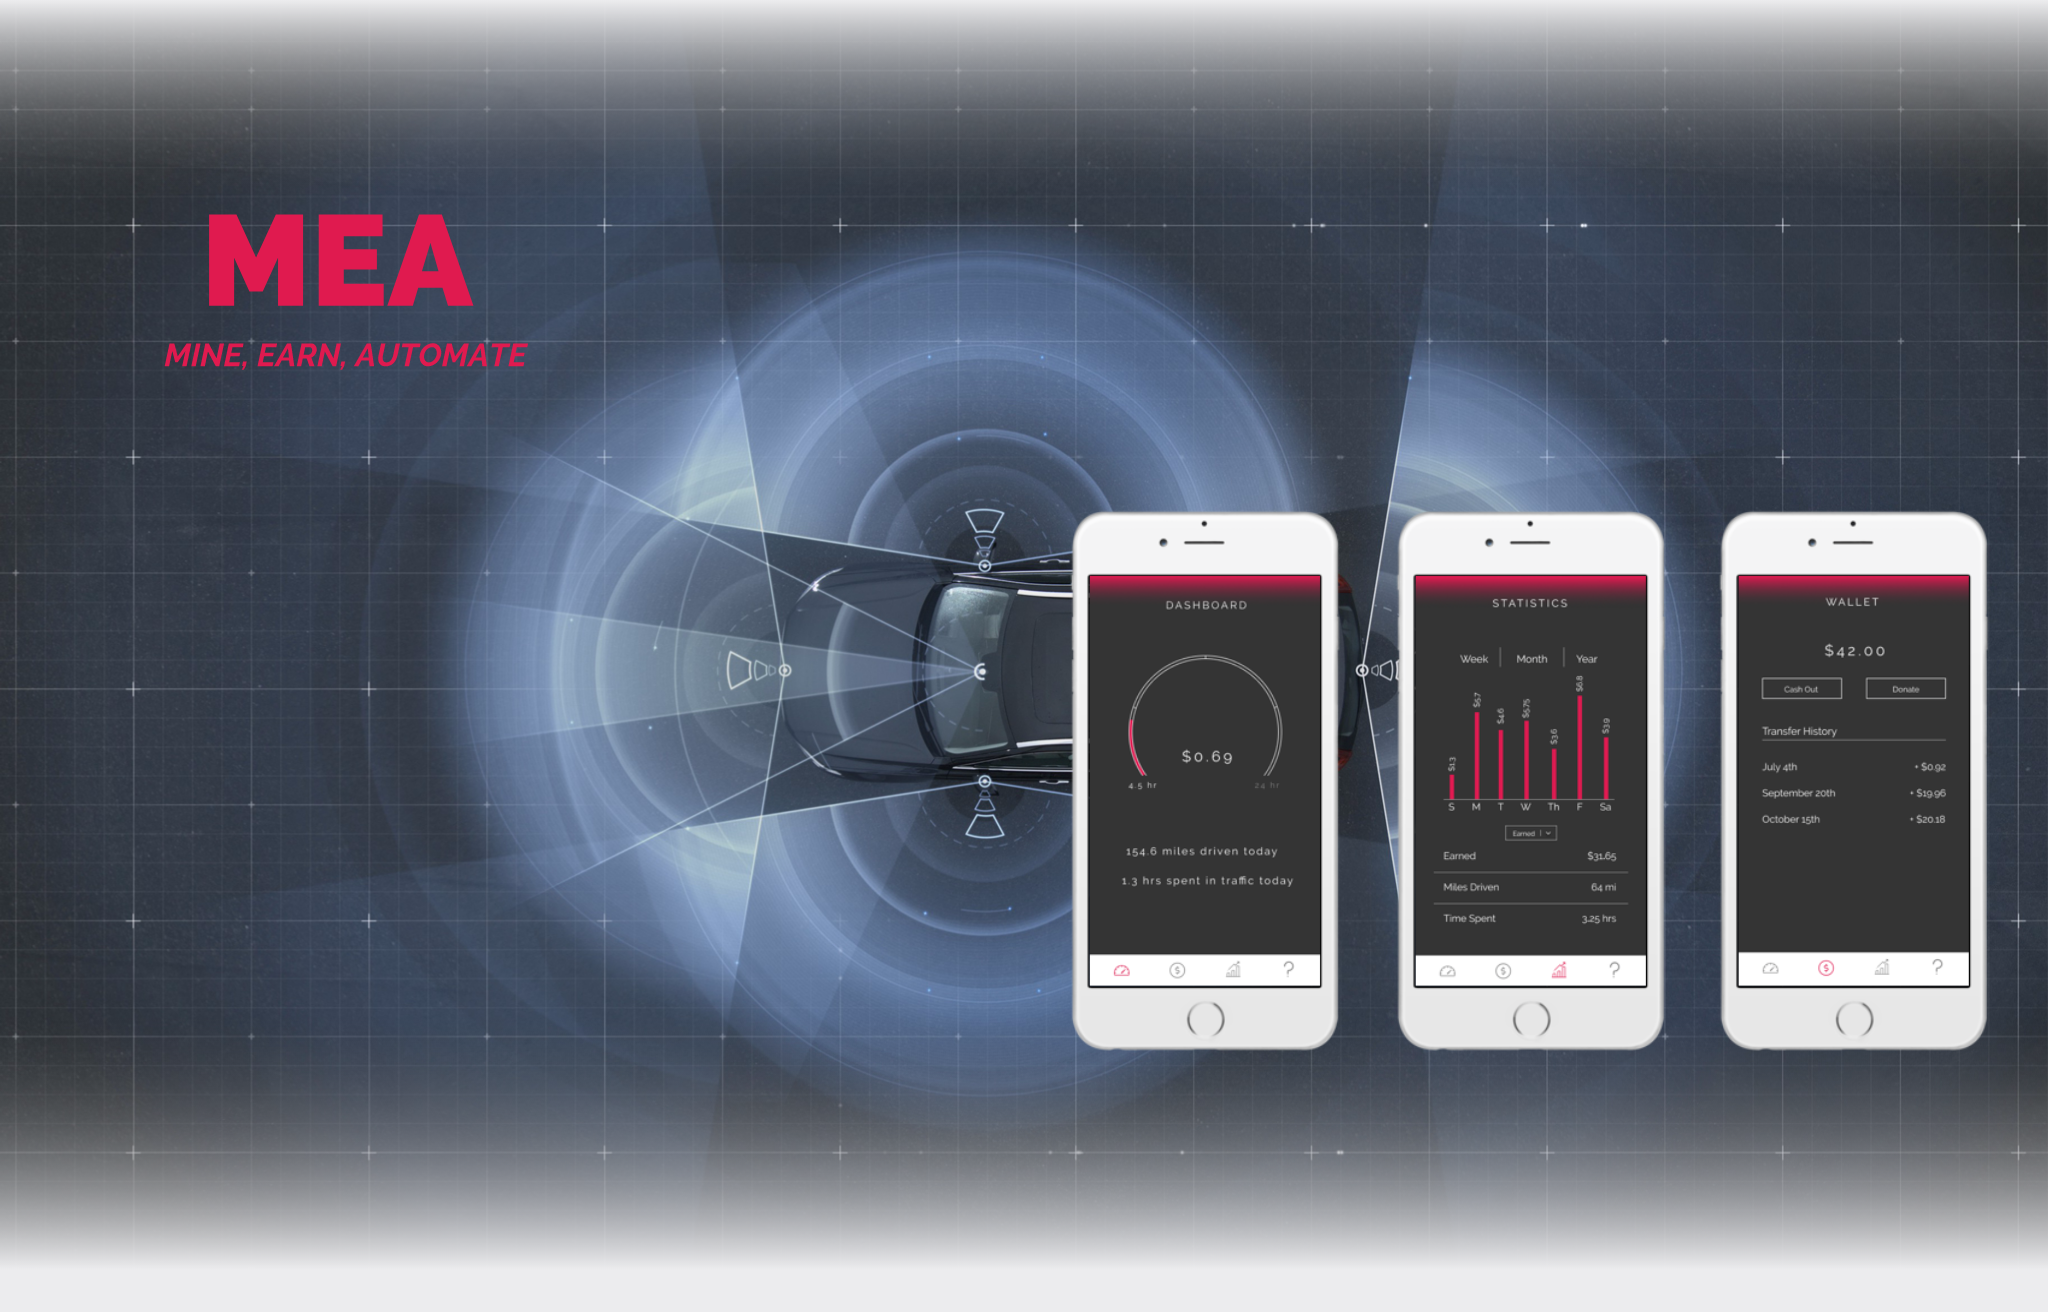 MEA
MINE, EARN, AUTOMATE
DASHBOARD
$0.69
4.5 hr
24 hr
154.6 miles driven today
1.3 hrs spent in traffic today
STATISTICS
Week
Month
Year
$1.3
$5.7
$4.6
$5.75
$3.6
$6.8
$3.9
S M T W Th F Sa
Earned
Earned $31.65
Miles Driven 64 mi
Time Spent 3.25 hrs
?
WALLET
$42.00
Cash Out
Donate
Transfer History
July 4th + $0.92
September 20th + $19.96
October 15th + $20.18